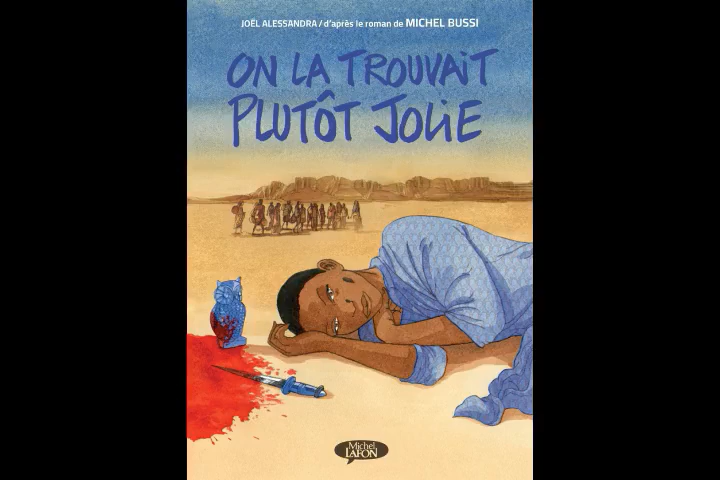 JOËL ALESSANDRA / d'après le roman de MICHEL BUSSI
ON LA TROUVAiT
PLUTÔT JOLiE
Michel
LAFON